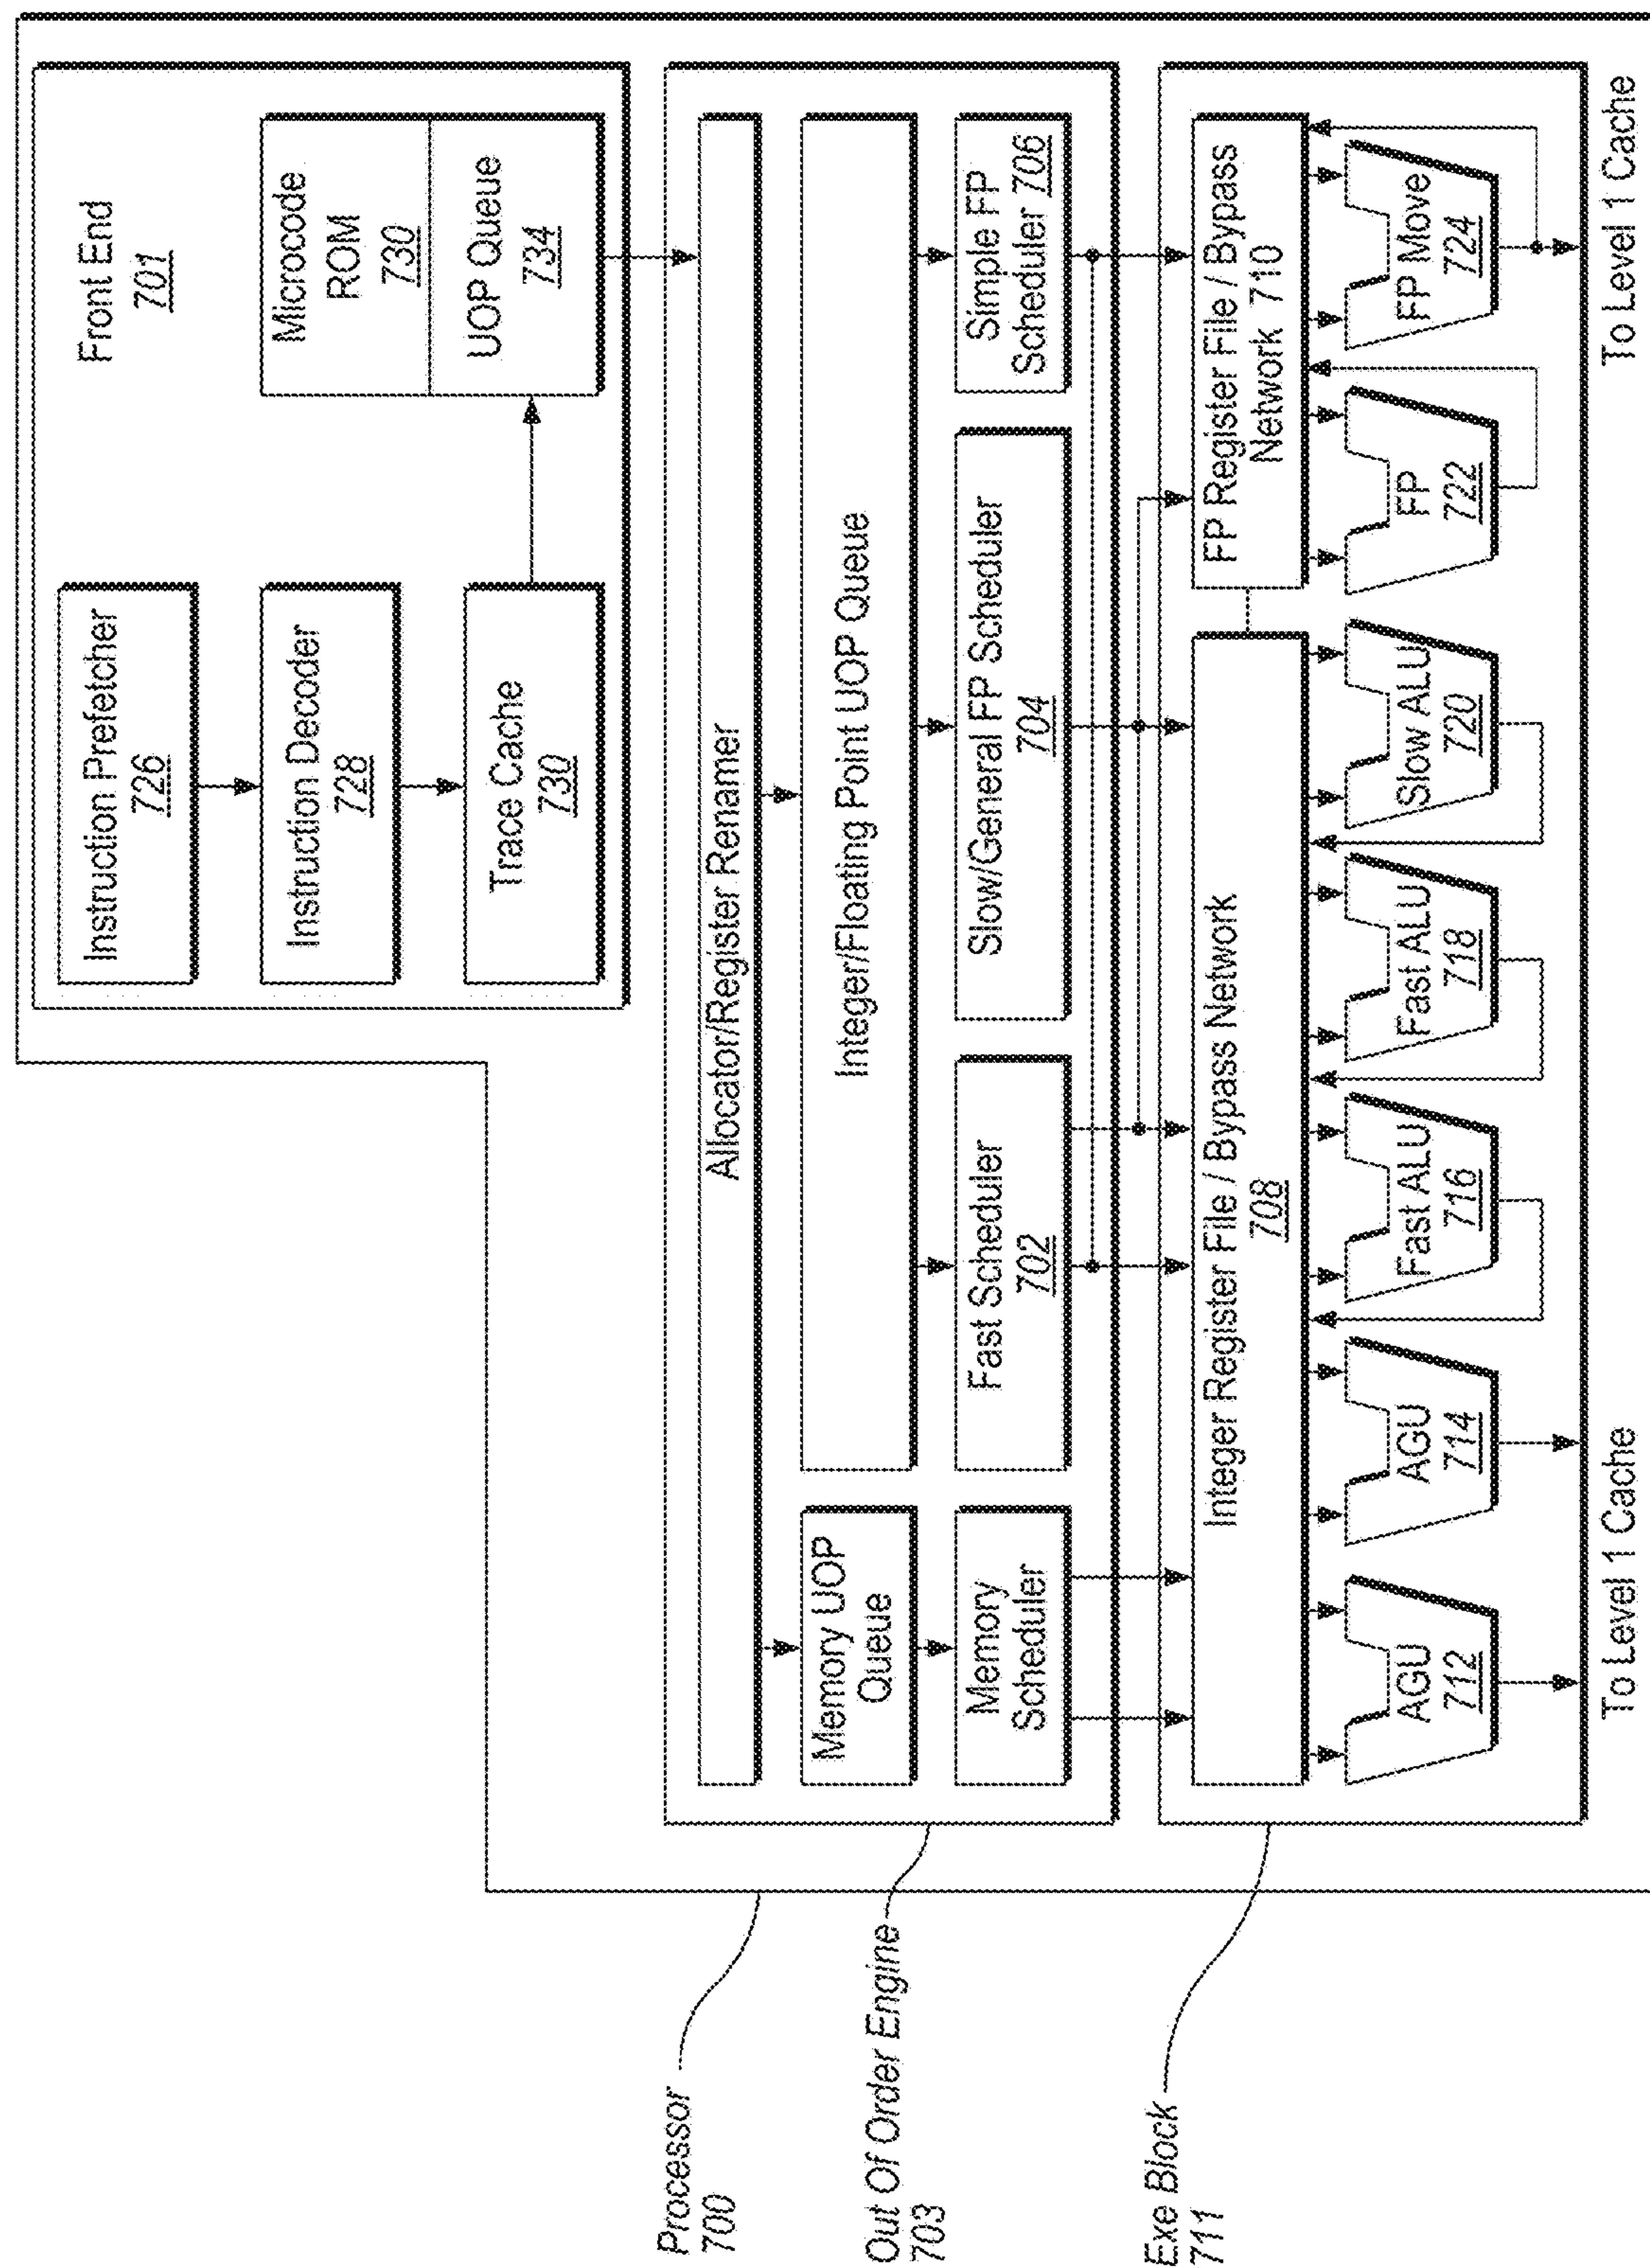 Front End
701
Instruction Prefetcher
726
Instruction Decoder
728
Trace Cache
730
Microcode
ROM
730
UOP Queue
734
Processor
700
Out Of Order Engine
703
Allocator/Register Renamer
Memory UOP
Queue
Integer/Floating Point UOP Queue
Memory
Scheduler
Fast Scheduler
702
Slow/General FP Scheduler
704
Simple FP
Scheduler 706
Exe Block
711
Integer Register File / Bypass Network
708
FP Register File / Bypass
Network 710
AGU
712
AGU
714
Fast ALU
716
Fast ALU
718
Slow ALU
720
FP
722
FP Move
724
To Level 1 Cache
To Level 1 Cache